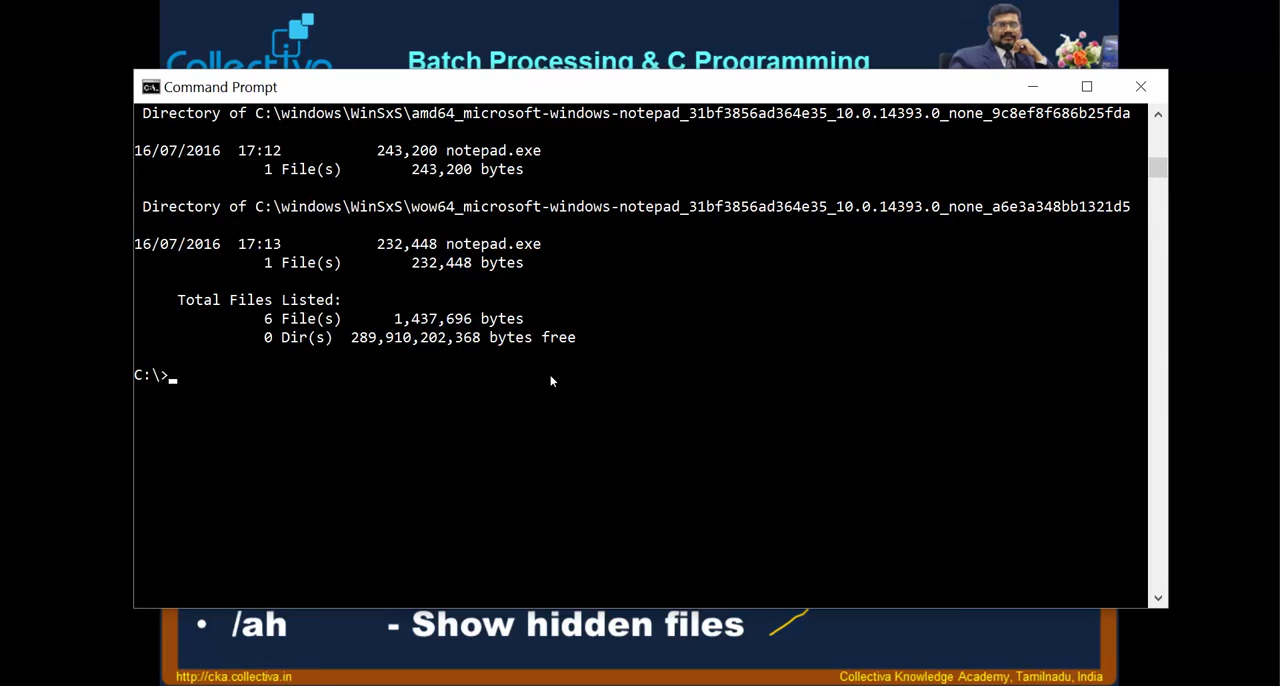 Collectiva
Batch Processing & C Programming
Command Prompt
Directory of C:\windows\WinSxS\amd64_microsoft-windows-notepad_31bf3856ad364e35_10.0.14393.0_none_9c8ef8f686b25fda
16/07/2016  17:12           243,200 notepad.exe
1 File(s)        243,200 bytes
Directory of C:\windows\WinSxS\wow64_microsoft-windows-notepad_31bf3856ad364e35_10.0.14393.0_none_a6e3a348bb1321d5
16/07/2016  17:13           232,448 notepad.exe
1 File(s)        232,448 bytes
Total Files Listed:
6 File(s)      1,437,696 bytes
0 Dir(s)  289,910,202,368 bytes free
C:\>
• /ah - Show hidden files
http://cka.collectiva.in
Collectiva Knowledge Academy, Tamilnadu, India